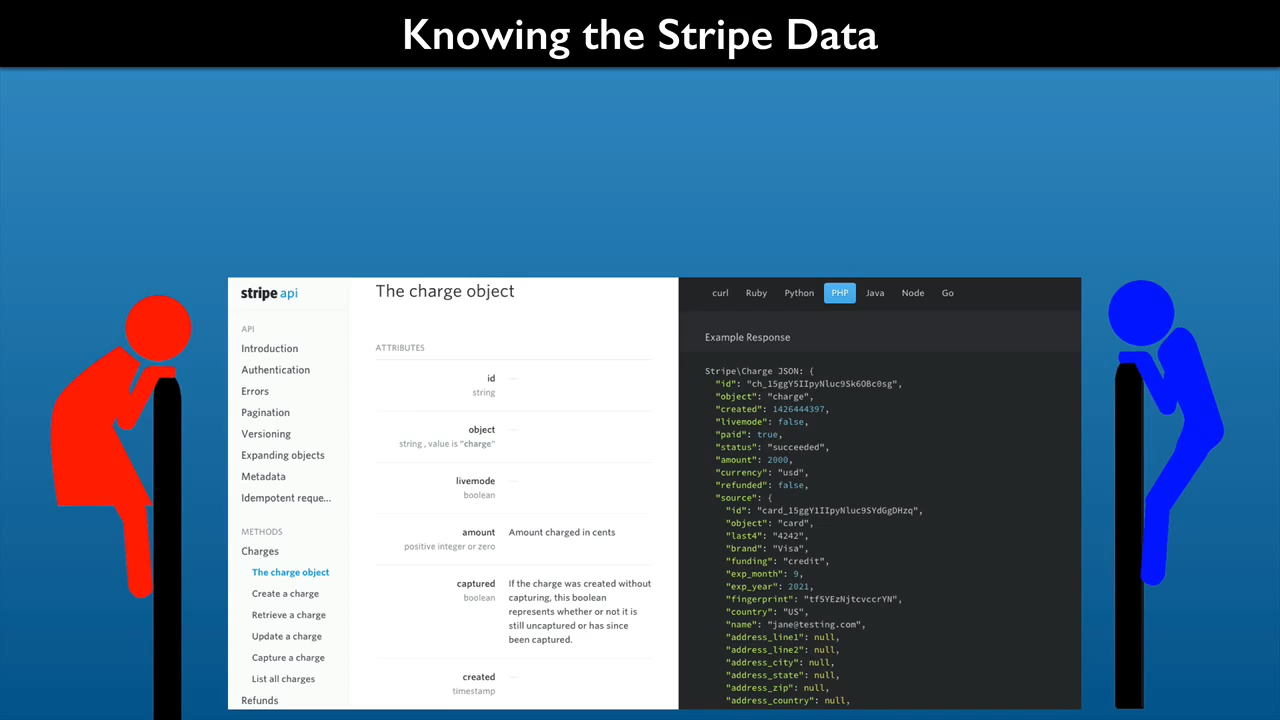 Knowing the Stripe Data
stripe api
API
Introduction
Authentication
Errors
Pagination
Versioning
Expanding objects
Metadata
Idempotent reque...
METHODS
Charges
The charge object
Create a charge
Retrieve a charge
Update a charge
Capture a charge
List all charges
Refunds
The charge object
ATTRIBUTES
id
string
object
string , value is "charge"
livemode
boolean
amount
positive integer or zero
Amount charged in cents
captured
boolean
If the charge was created without
capturing, this boolean
represents whether or not it is
still uncaptured or has since
been captured.
created
timestamp
curl Ruby Python PHP Java Node Go
Example Response
Stripe\Charge JSON: {
"id": "ch_15ggY5IIpyNluc9Sk6OBc0sg",
"object": "charge",
"created": 1426444397,
"livemode": false,
"paid": true,
"status": "succeeded",
"amount": 2000,
"currency": "usd",
"refunded": false,
"source": {
"id": "card_15ggY1IIpyNluc9SYdGgDHzq",
"object": "card",
"last4": "4242",
"brand": "Visa",
"funding": "credit",
"exp_month": 9,
"exp_year": 2021,
"fingerprint": "tf5YEzNjtcvccrYN",
"country": "US",
"name": "jane@testing.com",
"address_line1": null,
"address_line2": null,
"address_city": null,
"address_state": null,
"address_zip": null,
"address_country": null,